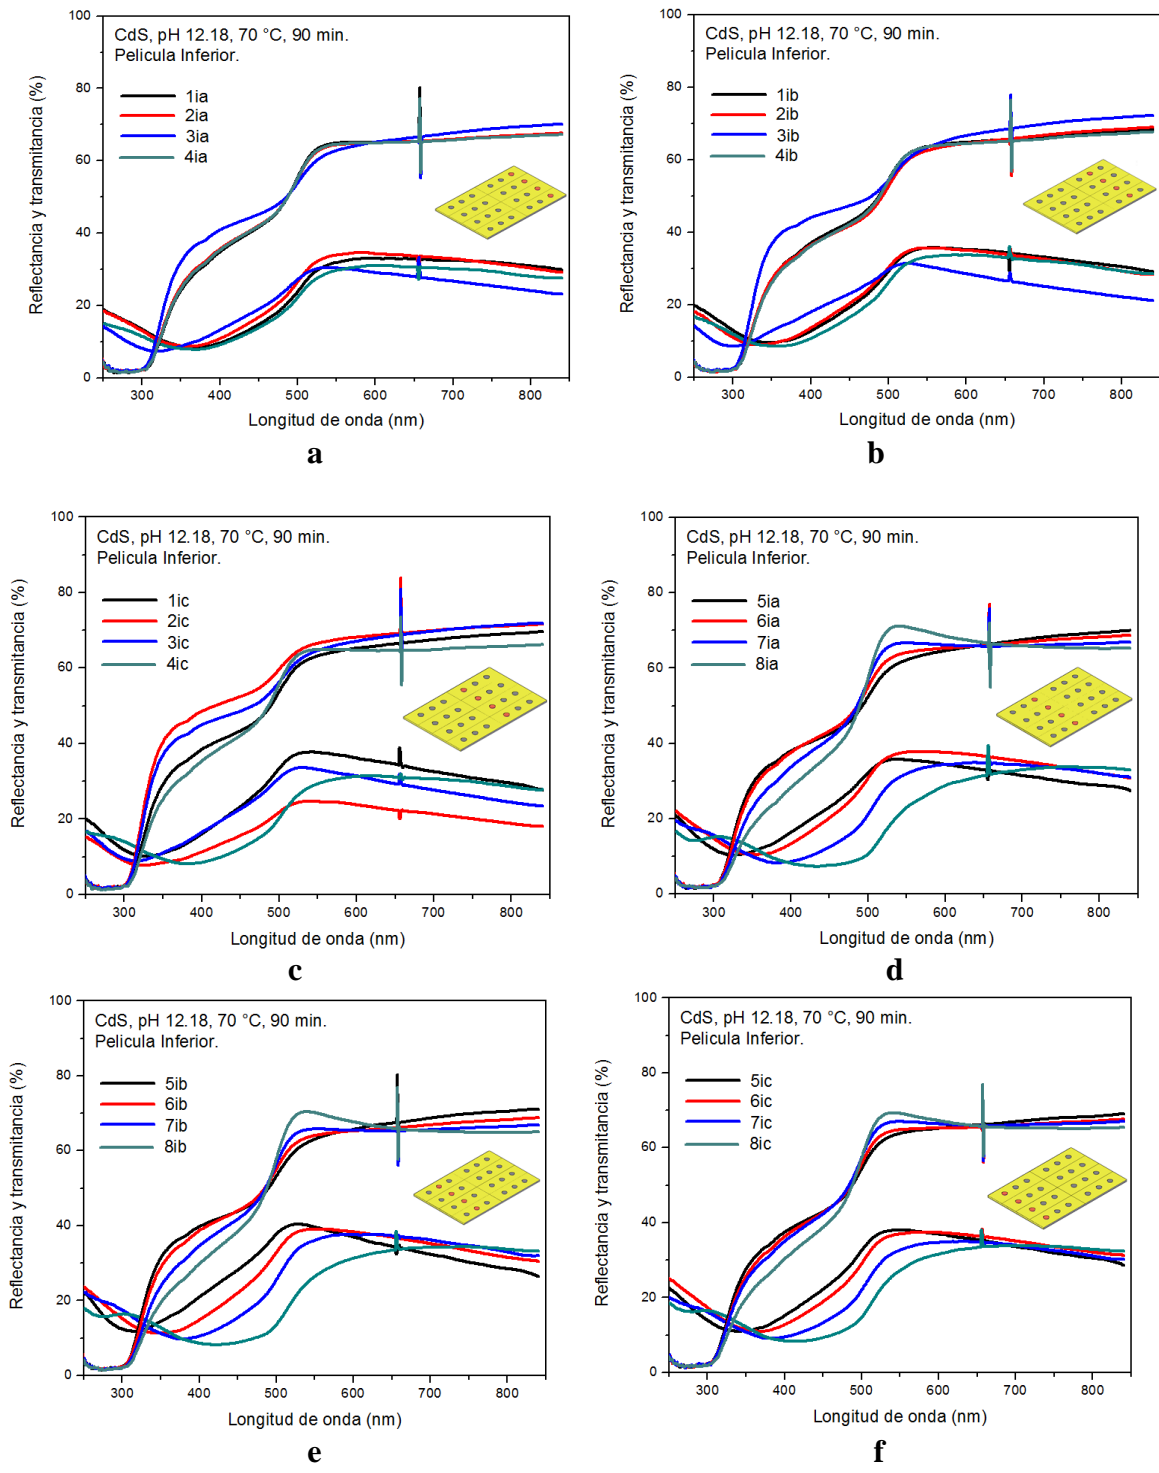 100
80
60
40
20
0
Reflectancia y transmitancia (%)
CdS, pH 12.18, 70 °C, 90 min.
Pelicula Inferior.
1ia
2ia
3ia
4ia
300 400 500 600 700 800
Longitud de onda (nm)
a
100
80
60
40
20
0
Reflectancia y transmitancia (%)
CdS, pH 12.18, 70 °C, 90 min.
Pelicula Inferior.
1ib
2ib
3ib
4ib
300 400 500 600 700 800
Longitud de onda (nm)
b
100
80
60
40
20
0
Reflectancia y transmitancia (%)
CdS, pH 12.18, 70 °C, 90 min.
Pelicula Inferior.
1ic
2ic
3ic
4ic
300 400 500 600 700 800
Longitud de onda (nm)
c
100
80
60
40
20
0
Reflectancia y transmitancia (%)
CdS, pH 12.18, 70 °C, 90 min.
Pelicula Inferior.
5ia
6ia
7ia
8ia
300 400 500 600 700 800
Longitud de onda (nm)
d
100
80
60
40
20
0
Reflectancia y transmitancia (%)
CdS, pH 12.18, 70 °C, 90 min.
Pelicula Inferior.
5ib
6ib
7ib
8ib
300 400 500 600 700 800
Longitud de onda (nm)
e
100
80
60
40
20
0
Reflectancia y transmitancia (%)
CdS, pH 12.18, 70 °C, 90 min.
Pelicula Inferior.
5ic
6ic
7ic
8ic
300 400 500 600 700 800
Longitud de onda (nm)
f